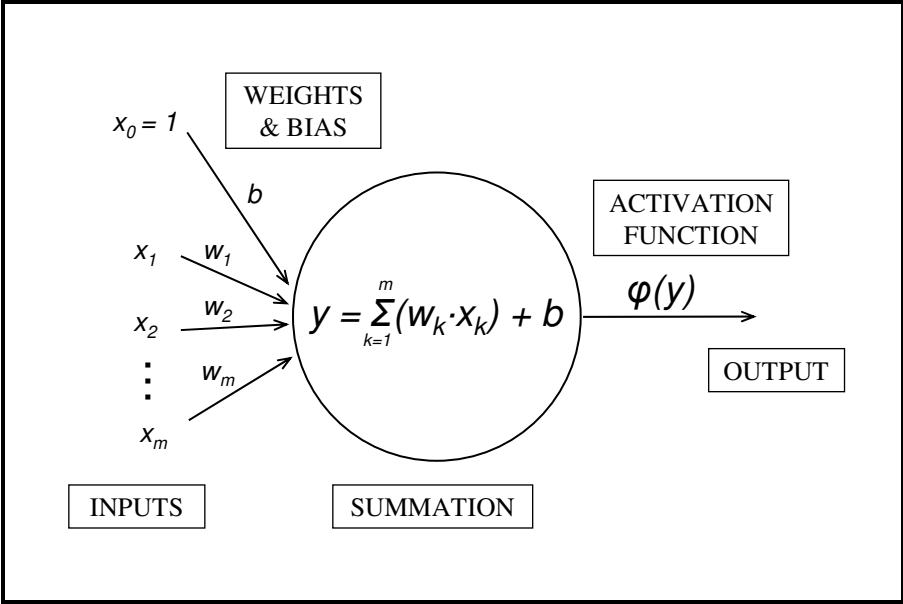 WEIGHTS
& BIAS
x₀ = 1
b
ACTIVATION
FUNCTION
x₁
w₁
φ(y)
m
y = Σ(wₖ·xₖ) + b
k=1
x₂
w₂
OUTPUT
⋮
wₘ
xₘ
INPUTS
SUMMATION